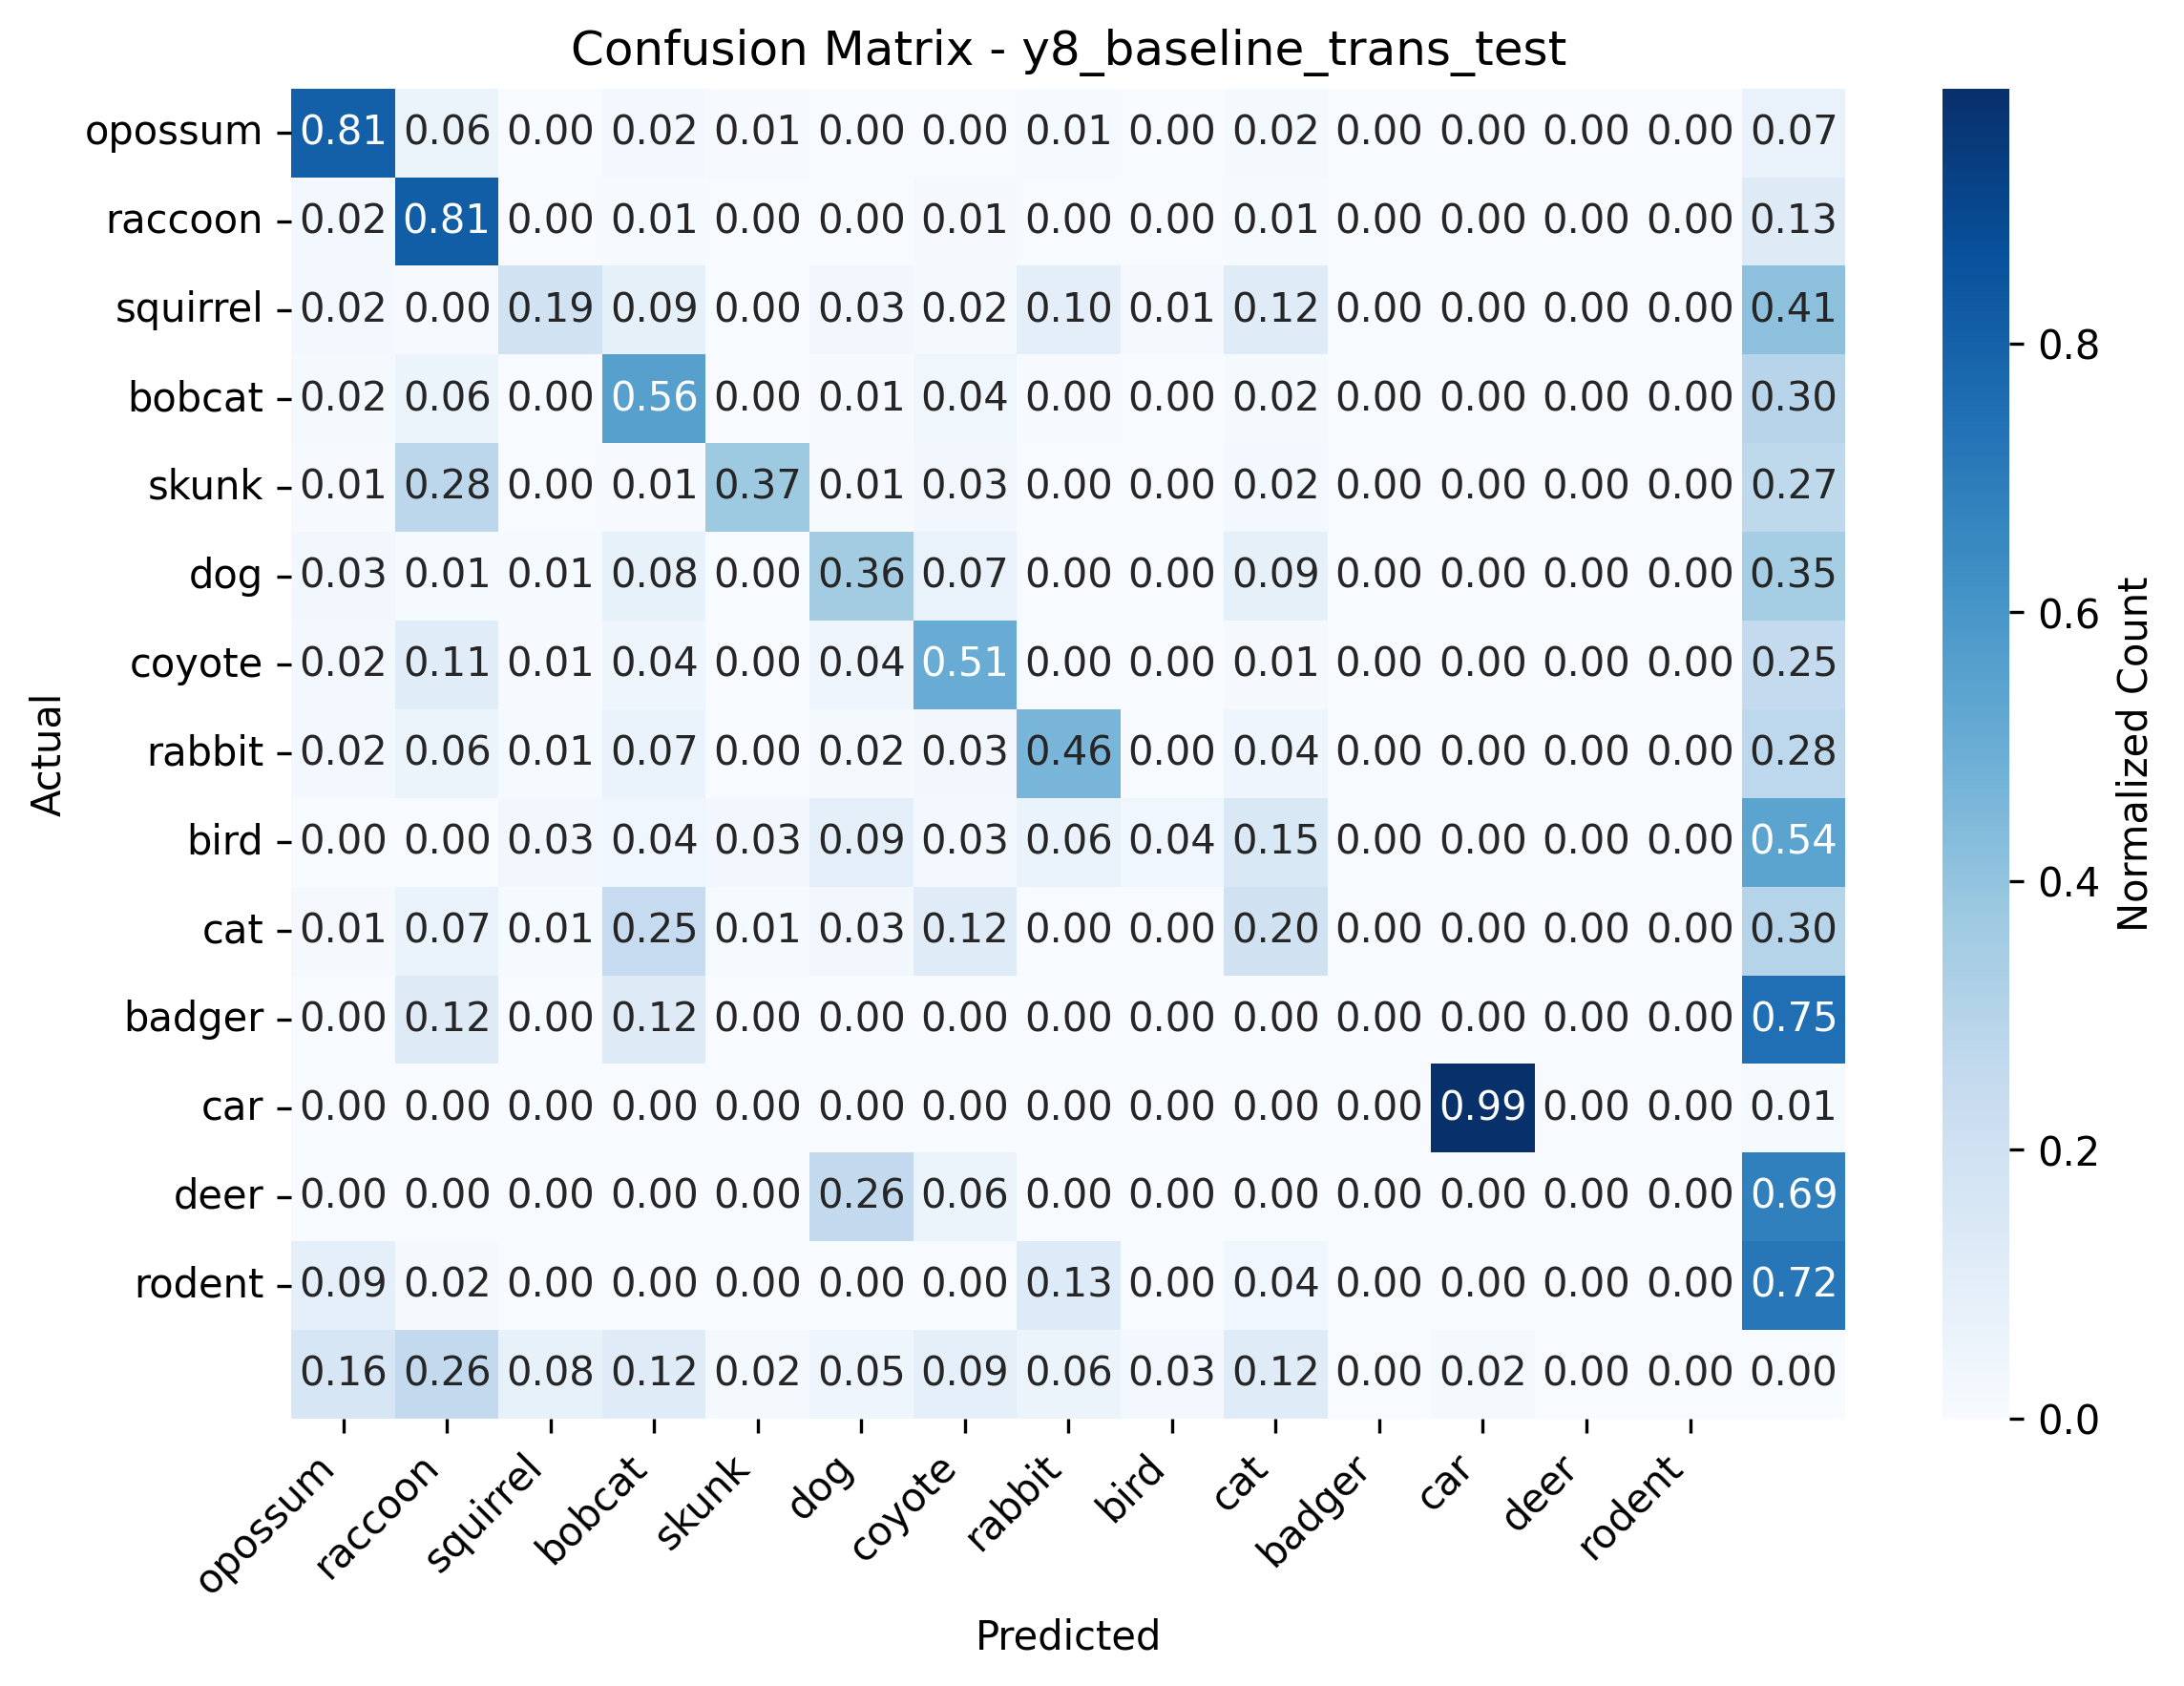 Confusion Matrix - y8_baseline_trans_test
opossum 0.81 0.06 0.00 0.02 0.01 0.00 0.00 0.01 0.00 0.02 0.00 0.00 0.00 0.00 0.07
raccoon 0.02 0.81 0.00 0.01 0.00 0.00 0.01 0.00 0.00 0.01 0.00 0.00 0.00 0.00 0.13
squirrel 0.02 0.00 0.19 0.09 0.00 0.03 0.02 0.10 0.01 0.12 0.00 0.00 0.00 0.00 0.41
bobcat 0.02 0.06 0.00 0.56 0.00 0.01 0.04 0.00 0.00 0.02 0.00 0.00 0.00 0.00 0.30
skunk 0.01 0.28 0.00 0.01 0.37 0.01 0.03 0.00 0.00 0.02 0.00 0.00 0.00 0.00 0.27
dog 0.03 0.01 0.01 0.08 0.00 0.36 0.07 0.00 0.00 0.09 0.00 0.00 0.00 0.00 0.35
coyote 0.02 0.11 0.01 0.04 0.00 0.04 0.51 0.00 0.00 0.01 0.00 0.00 0.00 0.00 0.25
rabbit 0.02 0.06 0.01 0.07 0.00 0.02 0.03 0.46 0.00 0.04 0.00 0.00 0.00 0.00 0.28
bird 0.00 0.00 0.03 0.04 0.03 0.09 0.03 0.06 0.04 0.15 0.00 0.00 0.00 0.00 0.54
cat 0.01 0.07 0.01 0.25 0.01 0.03 0.12 0.00 0.00 0.20 0.00 0.00 0.00 0.00 0.30
badger 0.00 0.12 0.00 0.12 0.00 0.00 0.00 0.00 0.00 0.00 0.00 0.00 0.00 0.00 0.75
car 0.00 0.00 0.00 0.00 0.00 0.00 0.00 0.00 0.00 0.00 0.00 0.99 0.00 0.00 0.01
deer 0.00 0.00 0.00 0.00 0.00 0.26 0.06 0.00 0.00 0.00 0.00 0.00 0.00 0.00 0.69
rodent 0.09 0.02 0.00 0.00 0.00 0.00 0.00 0.13 0.00 0.04 0.00 0.00 0.00 0.00 0.72
0.16 0.26 0.08 0.12 0.02 0.05 0.09 0.06 0.03 0.12 0.00 0.02 0.00 0.00 0.00
opossum raccoon squirrel bobcat skunk dog coyote rabbit bird cat badger car deer rodent
Predicted
Actual
0.8
0.6
0.4
0.2
0.0
Normalized Count